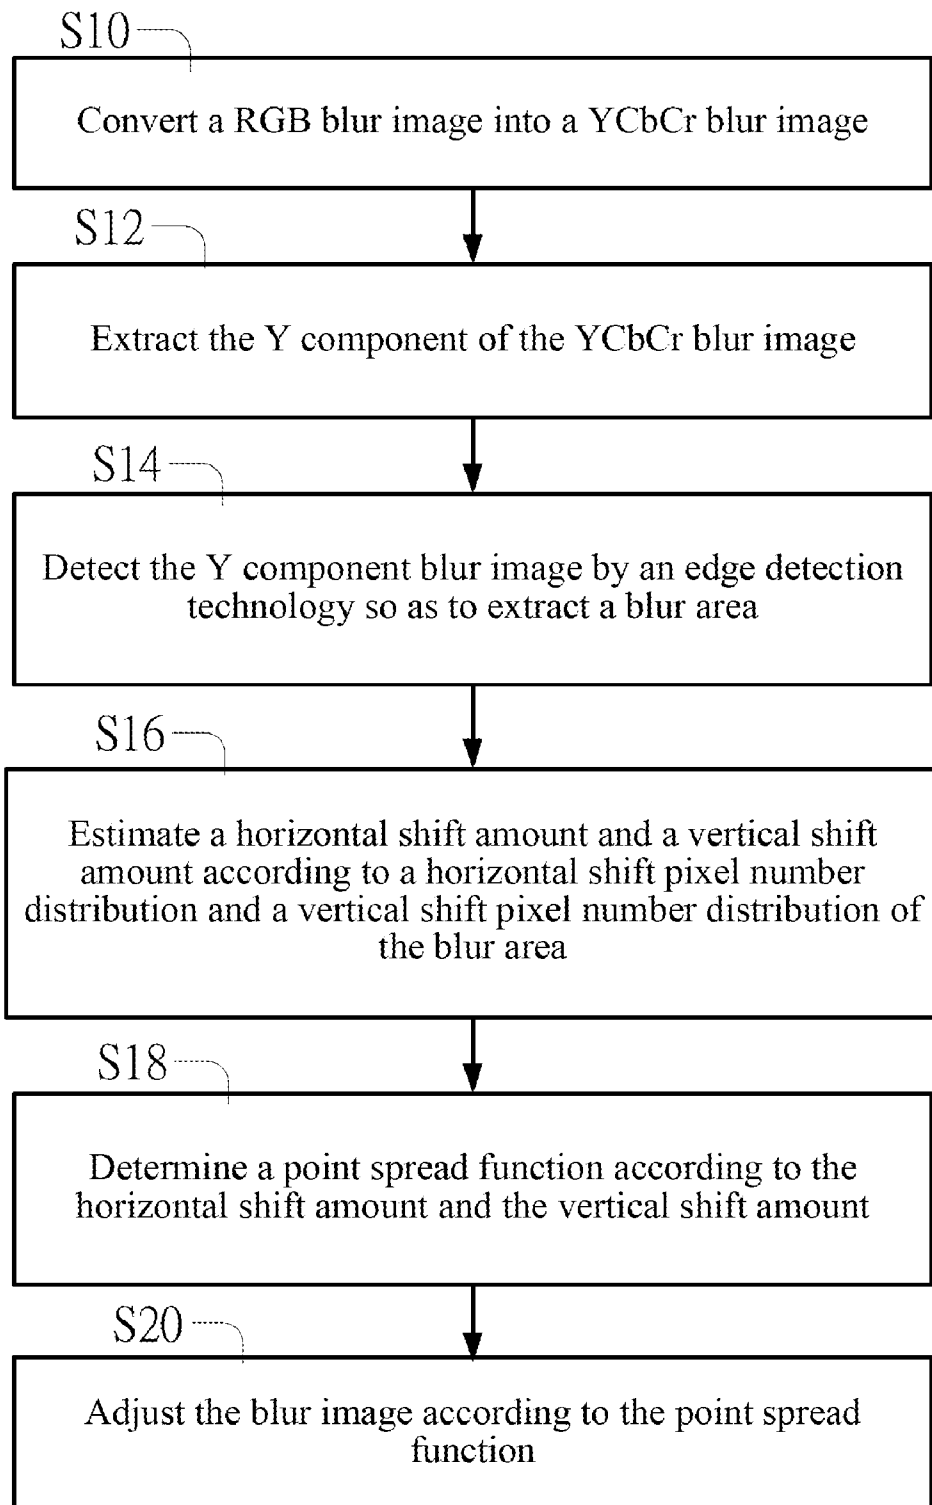 S10
Convert a RGB blur image into a YCbCr blur image
S12
Extract the Y component of the YCbCr blur image
S14
Detect the Y component blur image by an edge detection
technology so as to extract a blur area
S16
Estimate a horizontal shift amount and a vertical shift
amount according to a horizontal shift pixel number
distribution and a vertical shift pixel number distribution of
the blur area
S18
Determine a point spread function according to the
horizontal shift amount and the vertical shift amount
S20
Adjust the blur image according to the point spread
function